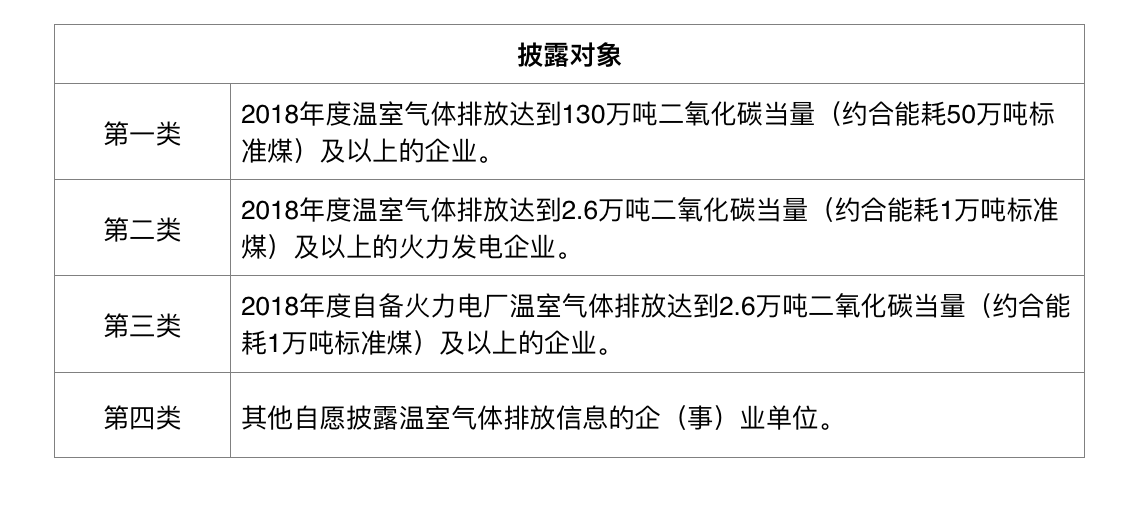 披露对象
第一类
2018年度温室气体排放达到130万吨二氧化碳当量（约合能耗50万吨标
准煤）及以上的企业。
第二类
2018年度温室气体排放达到2.6万吨二氧化碳当量（约合能耗1万吨标准
煤）及以上的火力发电企业。
第三类
2018年度自备火力电厂温室气体排放达到2.6万吨二氧化碳当量（约合能
耗1万吨标准煤）及以上的企业。
第四类
其他自愿披露温室气体排放信息的企（事）业单位。